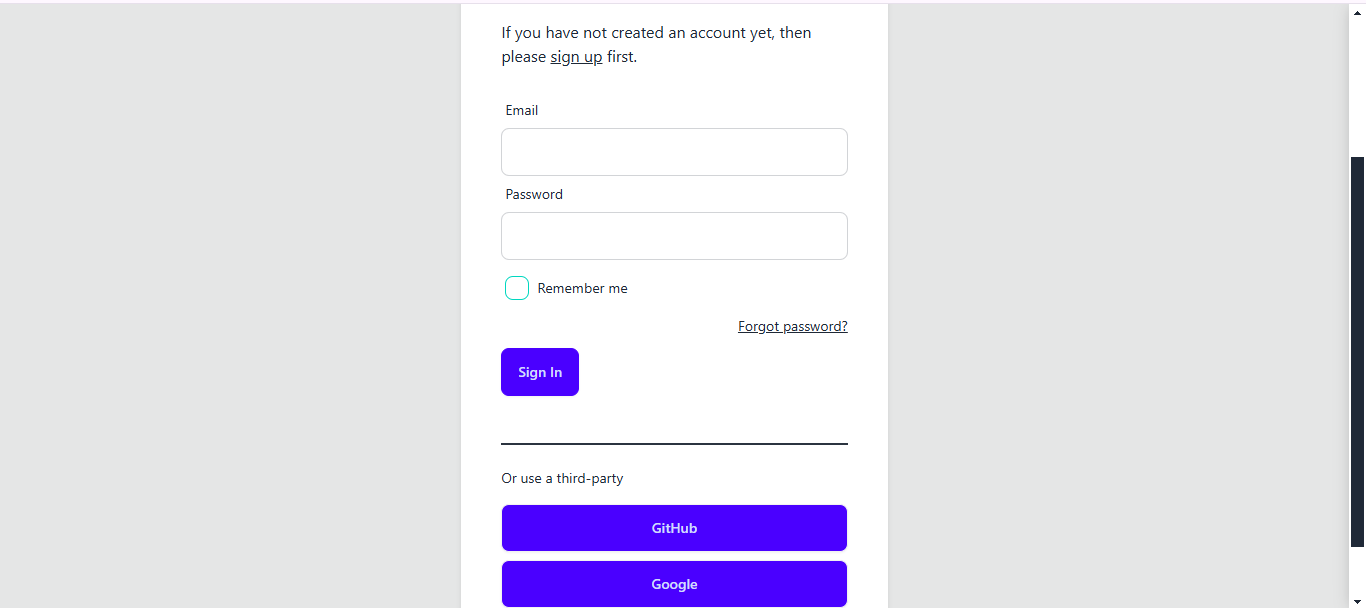 If you have not created an account yet, then
please sign up first.
Email
Password
Remember me
Forgot password?
Sign In
Or use a third-party
GitHub
Google